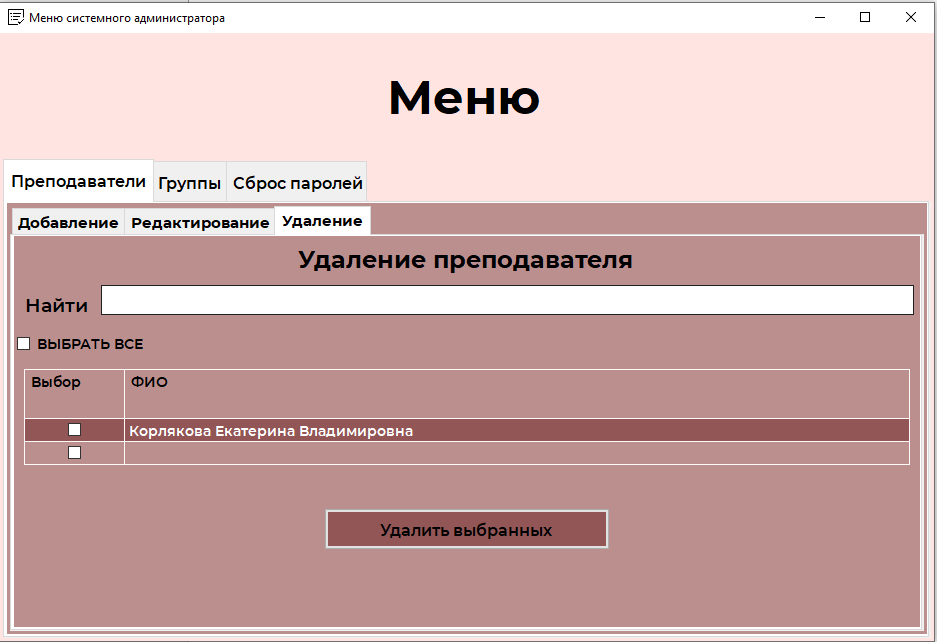 Меню системного администратора
Меню
Преподаватели Группы Сброс паролей
Добавление Редактирование Удаление
Удаление преподавателя
Найти
ВЫБРАТЬ ВСЕ
Выбор ФИО
Корлякова Екатерина Владимировна
Удалить выбранных